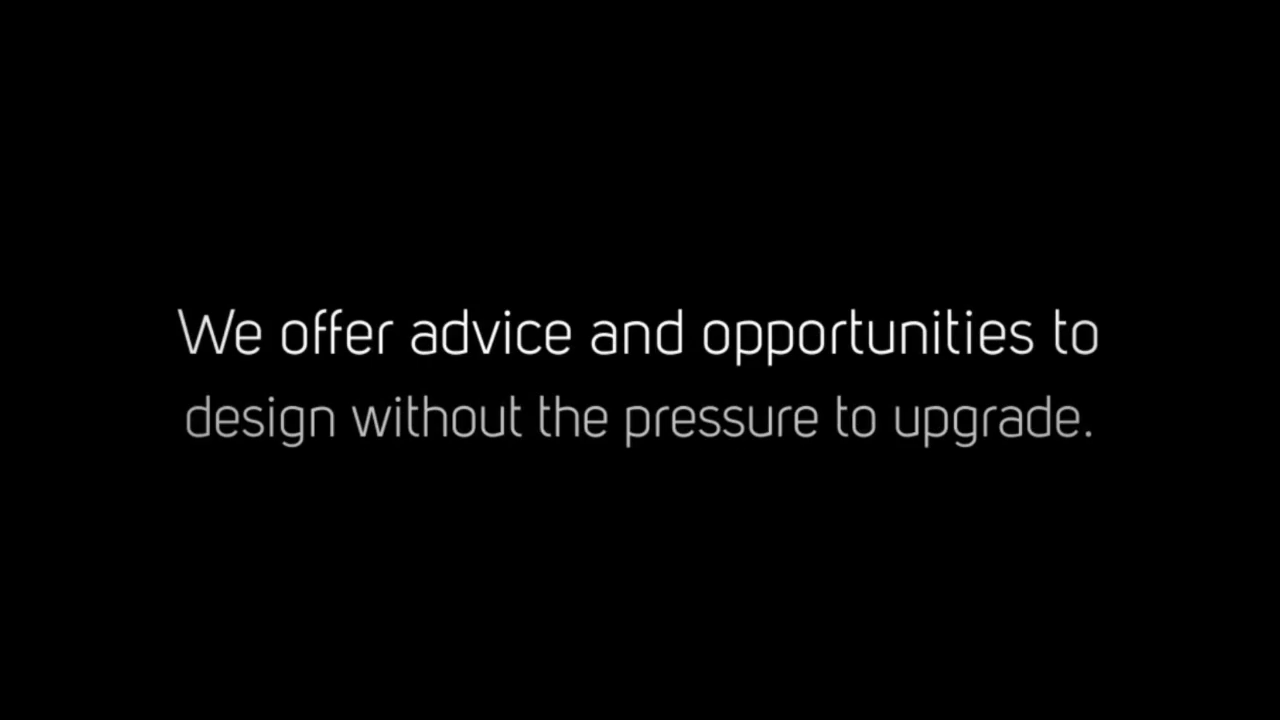 We offer advice and opportunities to
design without the pressure to upgrade.